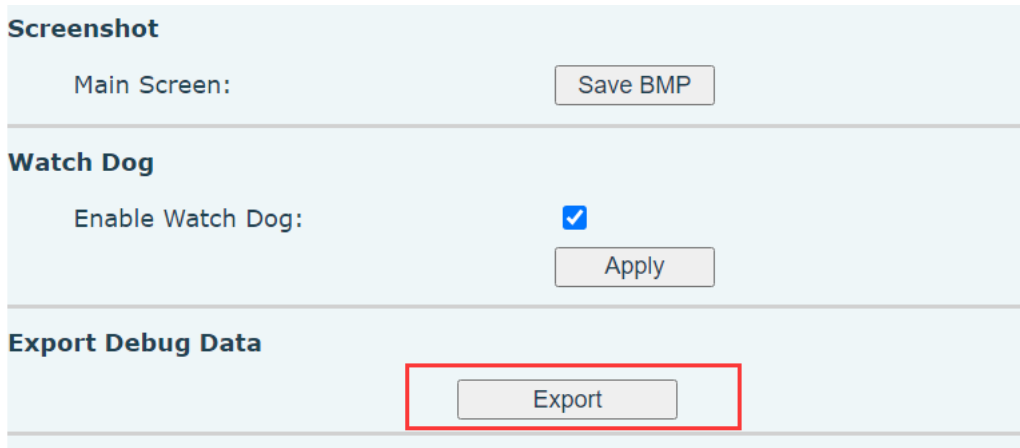 Screenshot
Main Screen: Save BMP
Watch Dog
Enable Watch Dog:
Apply
Export Debug Data
Export